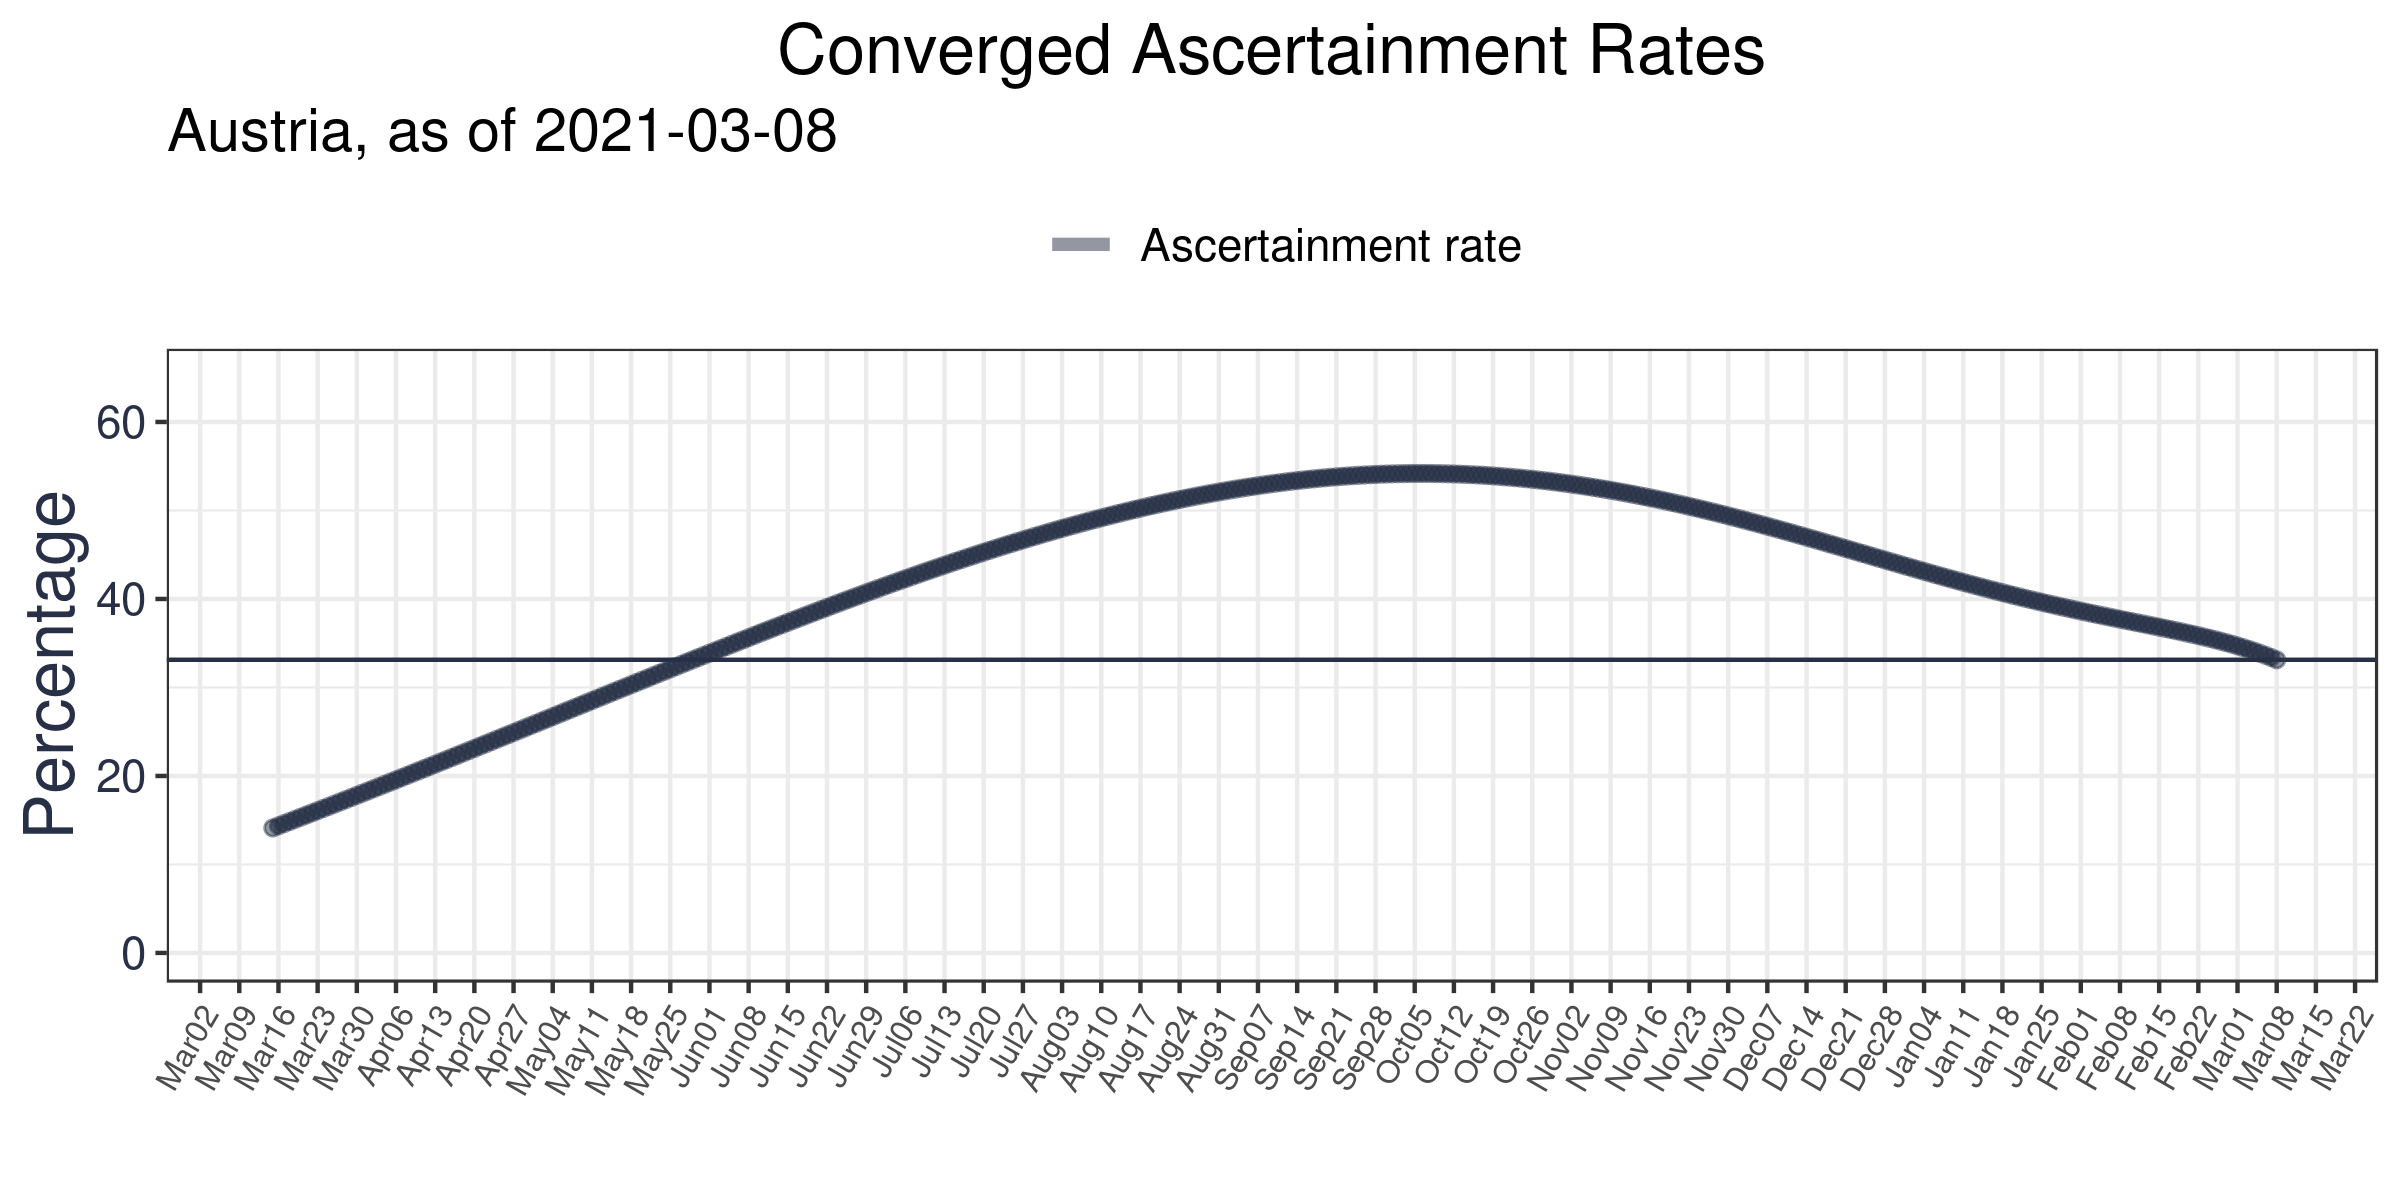 Converged Ascertainment Rates
Austria, as of 2021-03-08
Ascertainment rate
Percentage
60
40
20
0
Mar02 Mar09 Mar16 Mar23 Mar30 Apr06 Apr13 Apr20 Apr27 May04 May11 May18 May25 Jun01 Jun08 Jun15 Jun22 Jun29 Jul06 Jul13 Jul20 Jul27 Aug03 Aug10 Aug17 Aug24 Aug31 Sep07 Sep14 Sep21 Sep28 Oct05 Oct12 Oct19 Oct26 Nov02 Nov09 Nov16 Nov23 Nov30 Dec07 Dec14 Dec21 Dec28 Jan04 Jan11 Jan18 Jan25 Feb01 Feb08 Feb15 Feb22 Mar01 Mar08 Mar15 Mar22